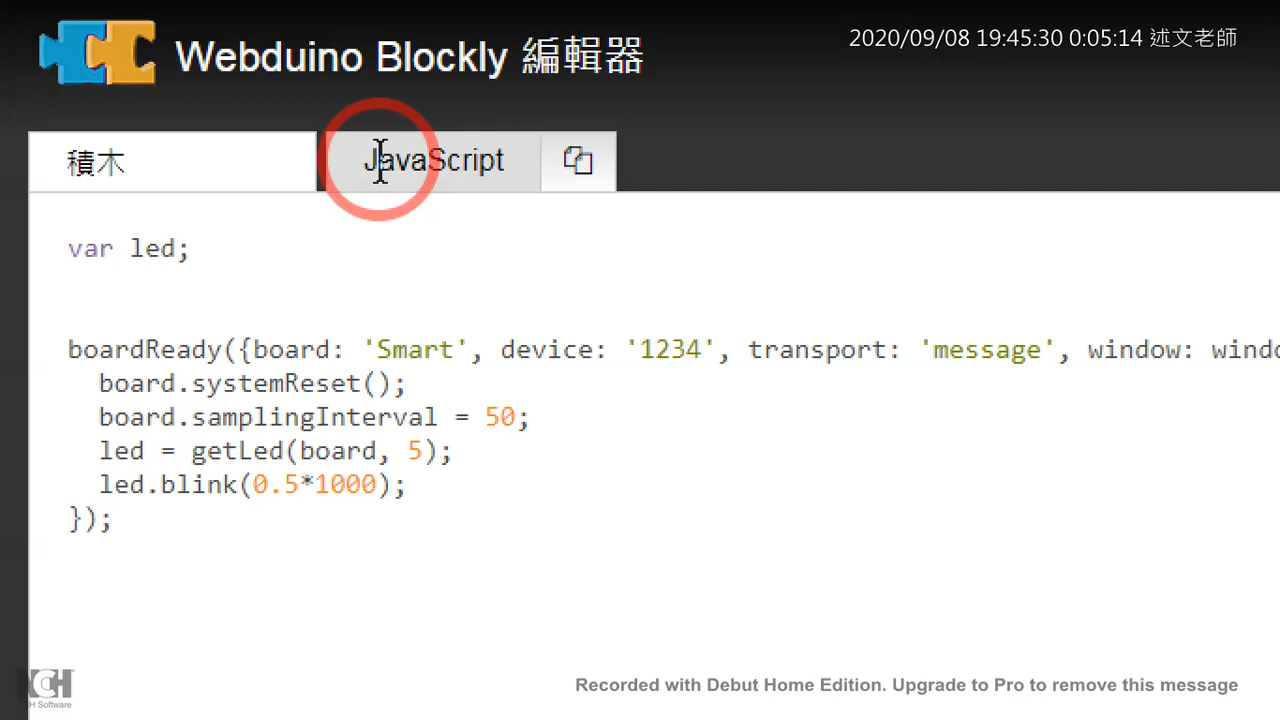 Webduino Blockly 編輯器
2020/09/08 19:45:30 0:05:14 述文老師
積木
JavaScript
var led;
boardReady({board: 'Smart', device: '1234', transport: 'message', window: windo
board.systemReset();
board.samplingInterval = 50;
led = getLed(board, 5);
led.blink(0.5*1000);
});
NCH
H Software
Recorded with Debut Home Edition. Upgrade to Pro to remove this message